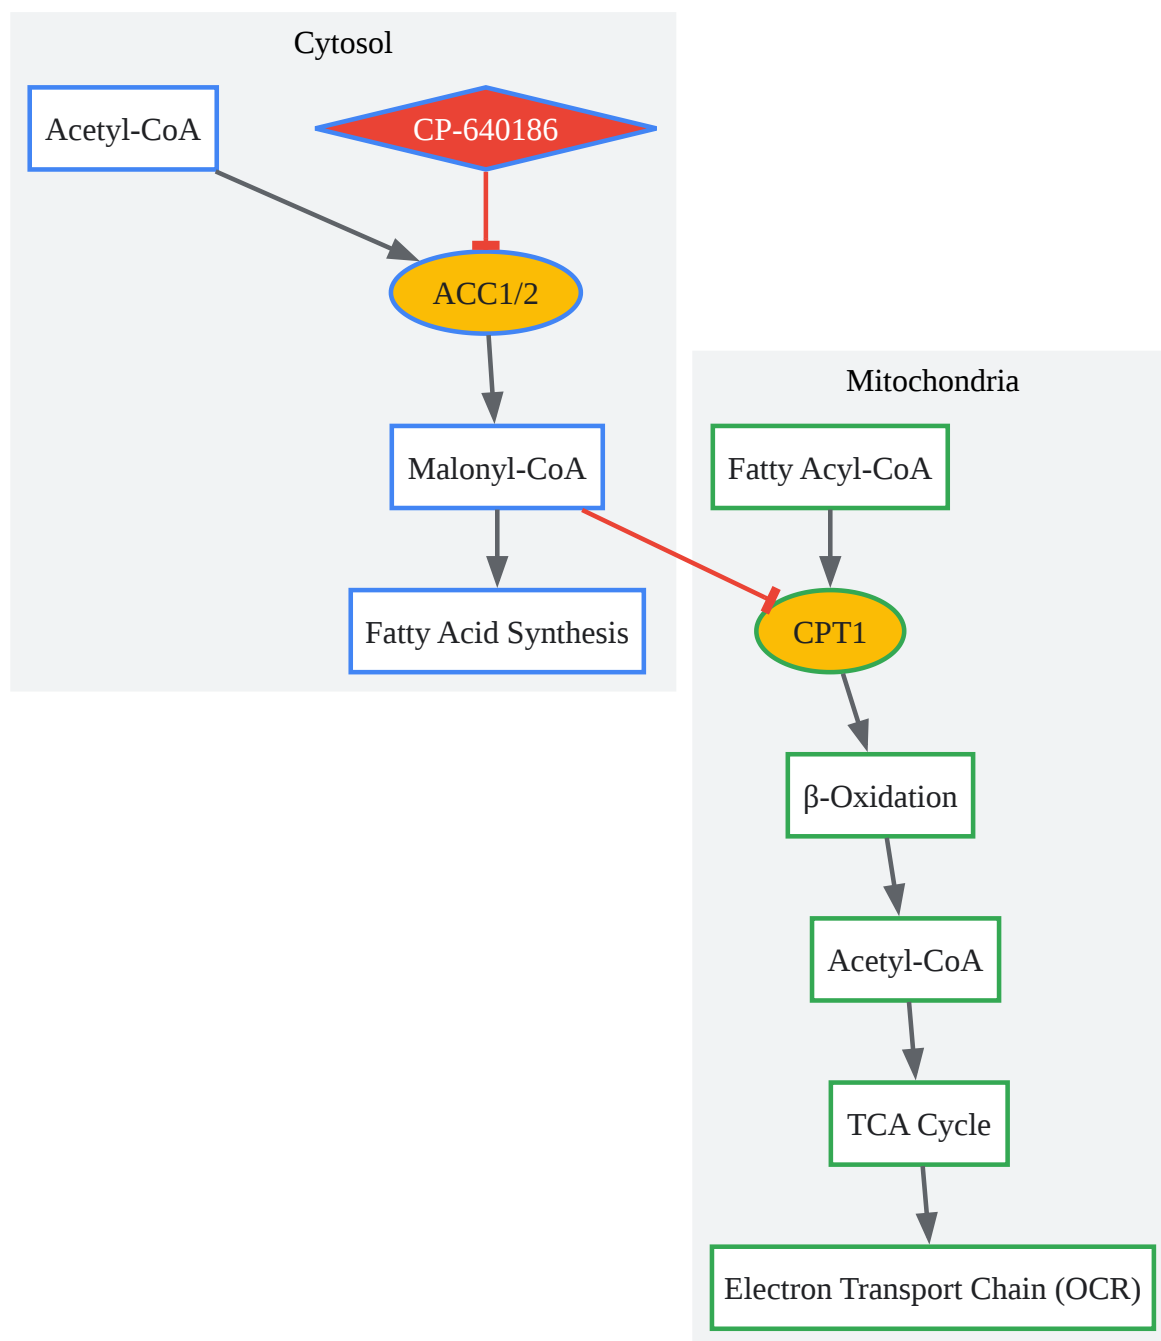 Cytosol
Acetyl-CoA
CP-640186
ACC1/2
Malonyl-CoA
Fatty Acid Synthesis
Mitochondria
Fatty Acyl-CoA
CPT1
β-Oxidation
Acetyl-CoA
TCA Cycle
Electron Transport Chain (OCR)